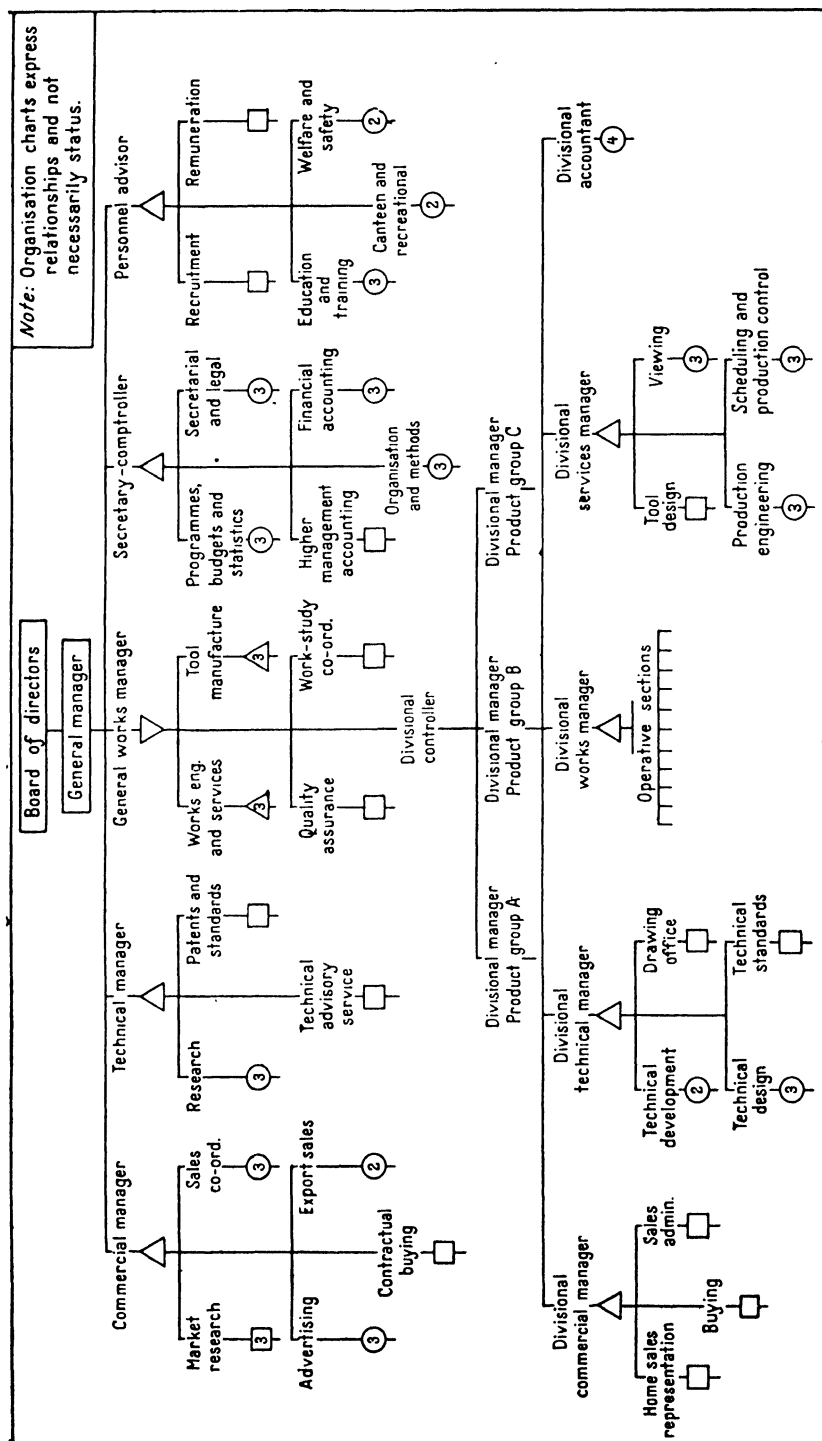 Board of directors
General manager
Note: Organisation charts express
relationships and not
necessarily status.
Commercial manager
Technical manager
General works manager
Secretary-comptroller
Personnel advisor
Market
research
3
Sales
co-ord.
3
Advertising
3
Export sales
2
Contractual
buying
Research
3
Patents and
standards
Technical
advisory
service
Works eng.
and services
3
Tool
manufacture
3
Quality
assurance
Work-study
co-ord.
Divisional
controller
Programmes,
budgets and
statistics
3
Secretarial
and legal
3
Higher
management
accounting
Financial
accounting
3
Organisation
and methods
3
Recruitment
Remuneration
Education
and
training
3
Welfare and
safety
2
Canteen and
recreational
2
Divisional manager
Product group A
Divisional manager
Product group B
Divisional manager
Product group C
Divisional
commercial manager
Divisional
technical manager
Divisional
works manager
Divisional
services manager
Divisional
accountant
4
Home sales
representation
Sales
admin.
Buying
Technical
development
2
Drawing
office
Technical
design
3
Technical
standards
Operative sections
Tool
design
Viewing
3
Production
engineering
3
Scheduling and
production control
3